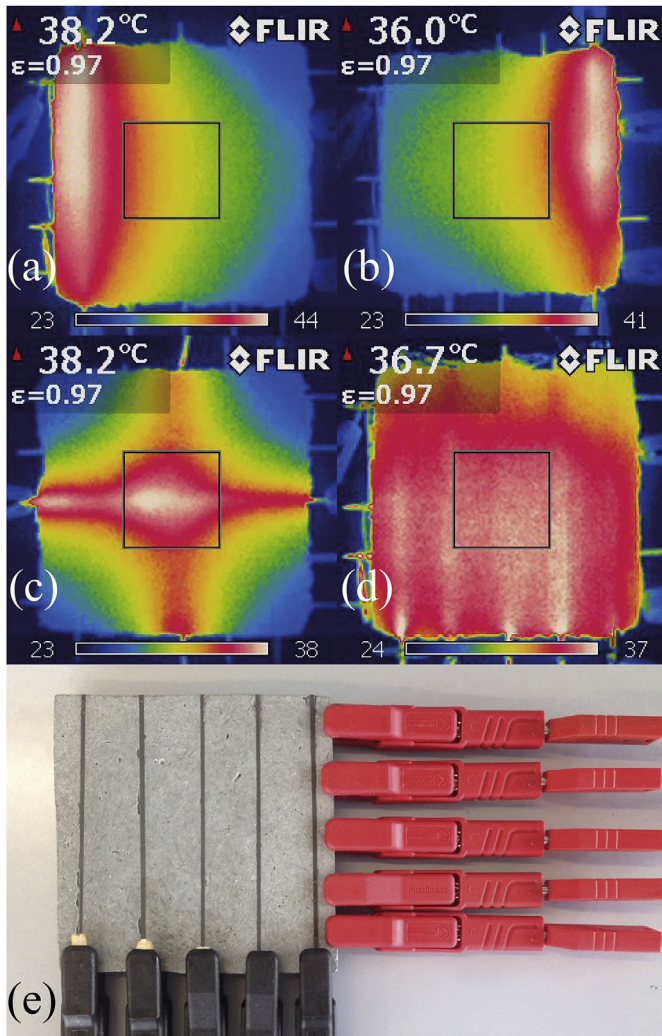 38.2°C
FLIR
ε=0.97
(a)
23
44
36.0°C
FLIR
ε=0.97
(b)
23
41
38.2°C
FLIR
ε=0.97
(c)
23
38
36.7°C
FLIR
ε=0.97
(d)
24
37
(e)